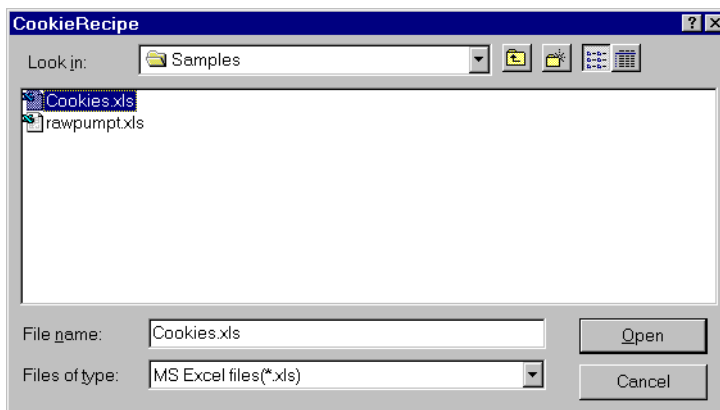 CookieRecipe
Look in: Samples
Cookies.xls
rawpumpt.xls
File name: Cookies.xls Open
Files of type: MS Excel files(*.xls) Cancel